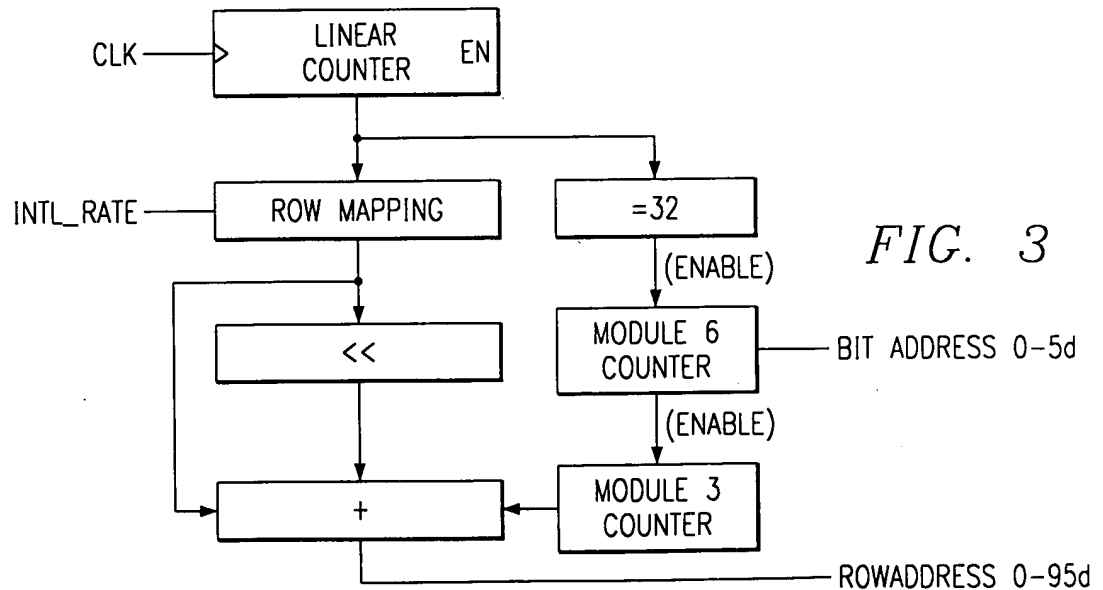 CLK
LINEAR
COUNTER
EN
INTL_RATE
ROW MAPPING
=32
FIG. 3
(ENABLE)
<<
MODULE 6
COUNTER
BIT ADDRESS 0-5d
(ENABLE)
+
MODULE 3
COUNTER
ROWADDRESS 0-95d